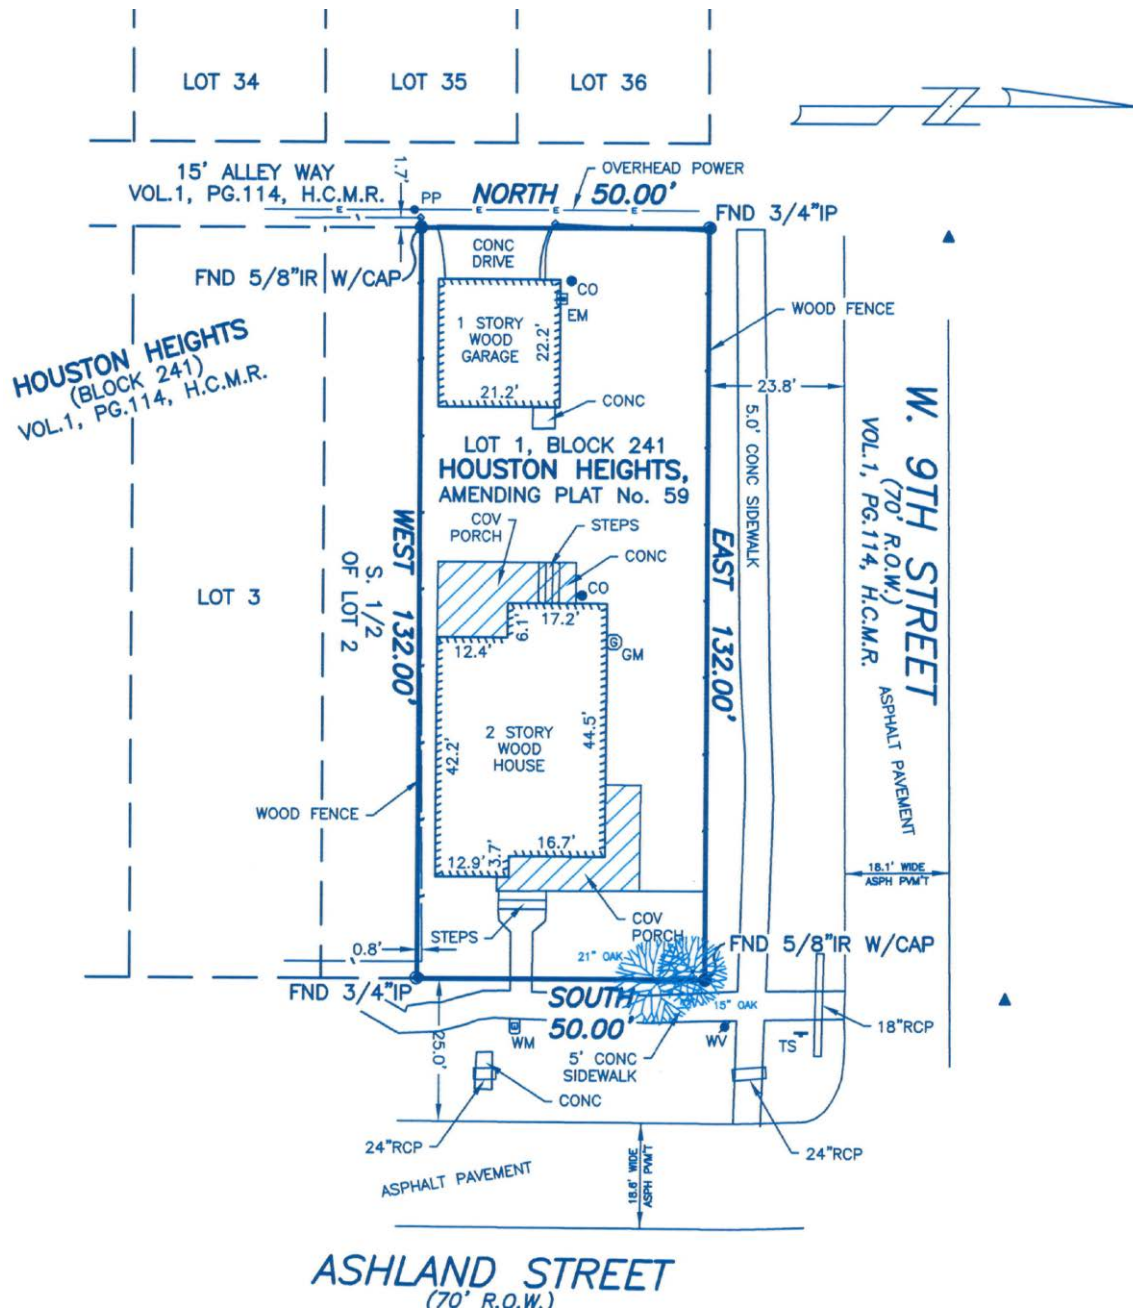 LOT 34
LOT 35
LOT 36
15' ALLEY WAY
VOL.1, PG.114, H.C.M.R.
1.7'
PP
OVERHEAD POWER
NORTH 50.00'
E
E
E
E
FND 3/4"IP
FND 5/8"IR W/CAP
CONC
DRIVE
CO
EM
1 STORY
WOOD
GARAGE
22.2'
21.2'
CONC
WOOD FENCE
23.8'
HOUSTON HEIGHTS
(BLOCK 241)
VOL.1, PG.114, H.C.M.R.
W. 9TH STREET
(70' R.O.W.)
VOL.1, PG.114, H.C.M.R.
5.0' CONC SIDEWALK
LOT 1, BLOCK 241
HOUSTON HEIGHTS,
AMENDING PLAT No. 59
COV
PORCH
STEPS
CONC
CO
WEST 132.00'
EAST 132.00'
LOT 3
S. 1/2
OF LOT 2
6.1'
17.2'
12.4'
G
GM
ASPHALT PAVEMENT
2 STORY
WOOD
HOUSE
42.2'
44.5'
WOOD FENCE
16.7'
12.9'
3.7'
18.1' WIDE
ASPH PVM'T
STEPS
COV
PORCH
0.8'
21" OAK
FND 5/8"IR W/CAP
FND 3/4"IP
SOUTH
50.00'
15" OAK
18"RCP
WM
WV
TS
25.0'
5' CONC
SIDEWALK
CONC
24"RCP
24"RCP
ASPHALT PAVEMENT
18.6' WIDE
ASPH PVM'T
ASHLAND STREET
(70' R.O.W.)